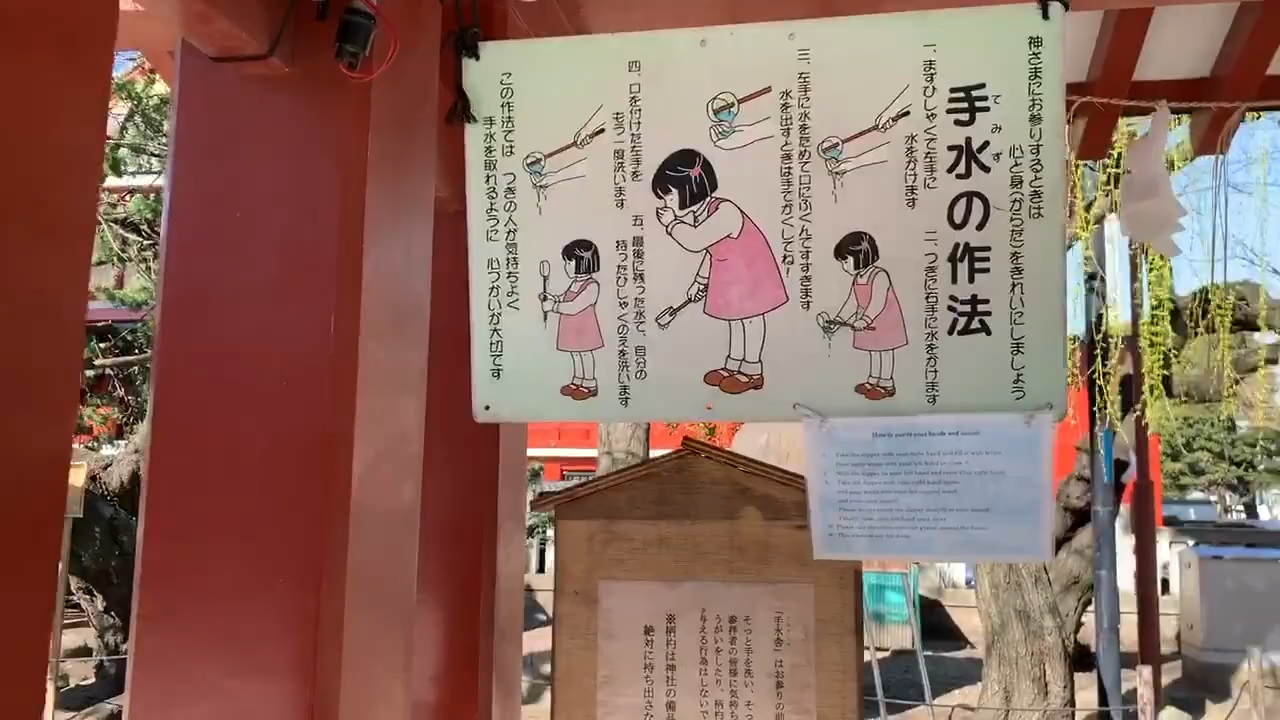 神さまにお参りするときは
心と身(からだ)をきれいにしましょう
手水の作法
てみず
一、まずひしゃくで左手に
水をかけます
二、つぎに右手に水をかけます
三、左手に水をためて口にふくんですすぎます
水を出すときは手でかくしてね!
四、口を付けた左手を
もう一度洗います
五、最後に残った水で、自分の
持ったひしゃくのえを洗います
この作法では つぎの人が気持ちよく
手水を取れるように 心づかいが大切です
How to purify your hands and mouth
「手水舎」はお参りの前
そっと手を洗い、そっ
参拝者の皆様に気持ち
うがいをしたり、柄杓
与える行為はしないで
※柄杓は神社の備品
絶対に持ち出さな